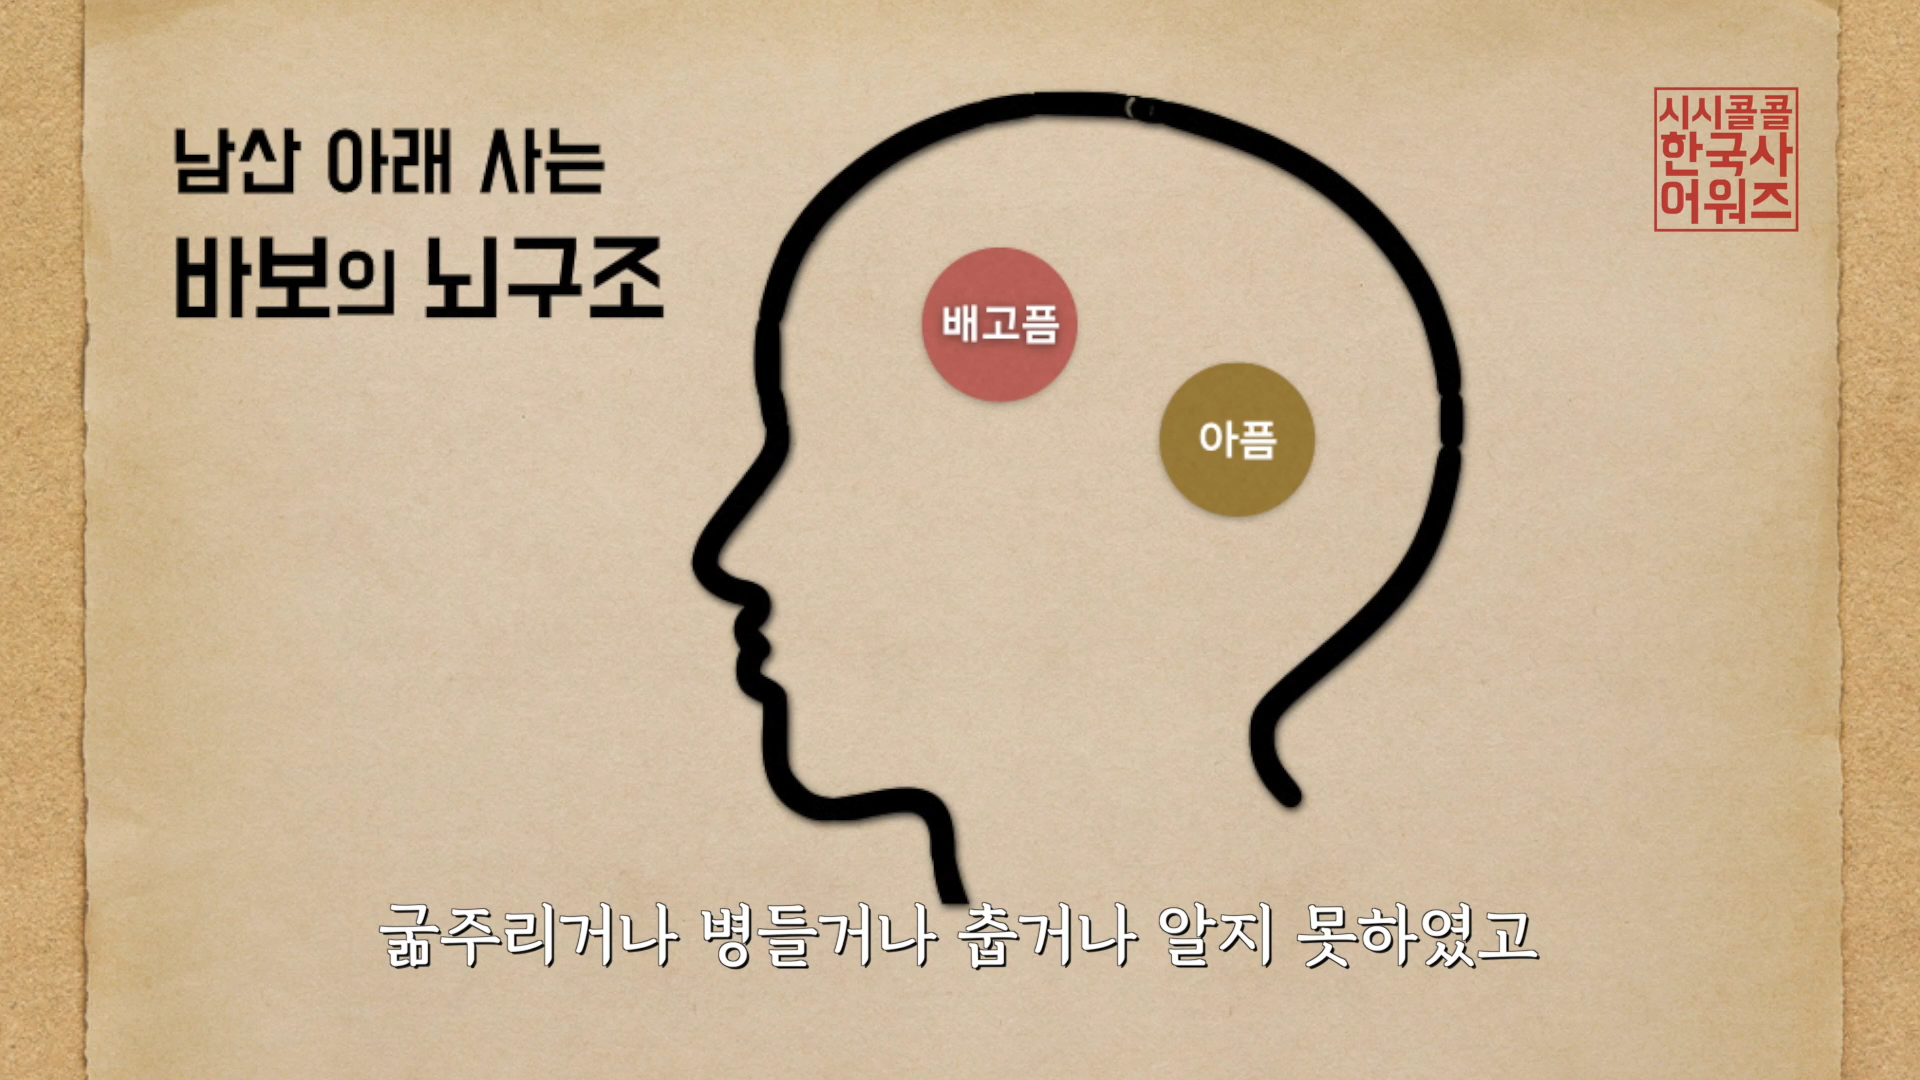 남산 아래 사는
바보의 뇌구조
시시콜콜
한국사
어워즈
배고픔
아픔
굶주리거나 병들거나 춥거나 알지 못하였고